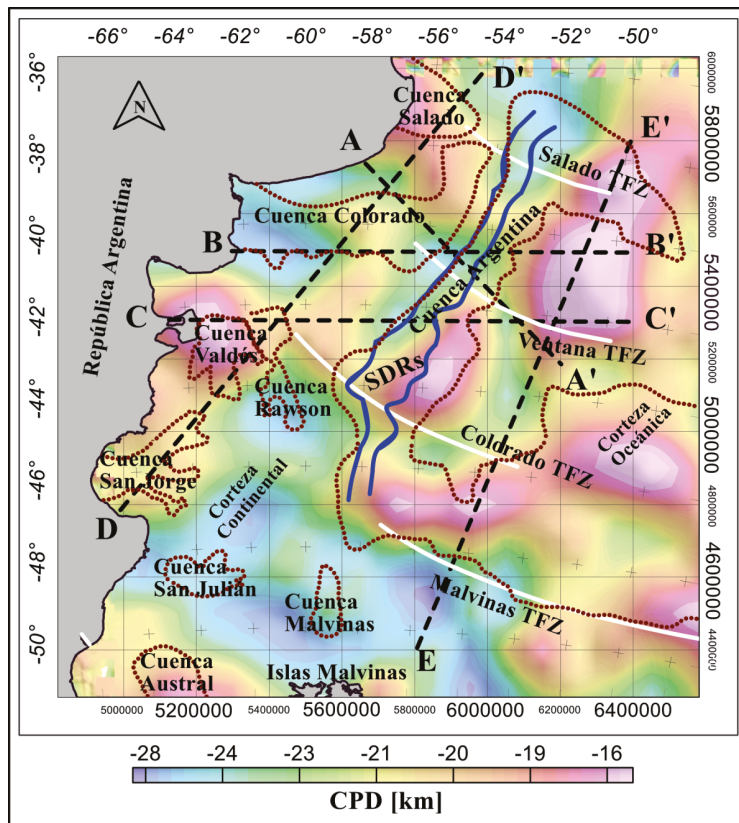 -66° -64° -62° -60° -58° -56° -54° -52° -50°
-36°
-38°
-40°
-42°
-44°
-46°
-48°
-50°
N
República Argentina
Cuenca
Salado
D'
E'
A
Salado TFZ
Cuenca Colorado
Cuenca Argentina
B
B'
C
C'
Cuenca
Valdés
Ventana TFZ
SDRs
A'
Cuenca
Rawson
Colorado TFZ
Corteza
Oceánica
Cuenca
San Jorge
Corteza
Continental
D
Cuenca
San Julián
Cuenca
Malvinas
Malvinas TFZ
E
Cuenca
Austral
Islas Malvinas
6000000
5800000
5600000
5400000
5200000
5000000
4800000
4600000
4400000
5000000 5200000 5400000 5600000 5800000 6000000 6200000 6400000
-28 -24 -23 -21 -20 -19 -16
CPD [km]